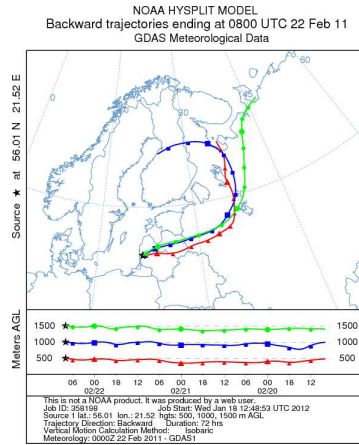 NOAA HYSPLIT MODEL
Backward trajectories ending at 0800 UTC 22 Feb 11
GDAS Meteorological Data
Source ★ at 56.01 N 21.52 E
60
45
30
Meters AGL
1500 1500
1000 1000
500 500
06 00 18 12 06 00 18 12 06 00 18 12
02/22 02/21 02/20
This is not a NOAA product. It was produced by a web user.
Job ID: 358198 Job Start: Wed Jan 18 12:48:53 UTC 2012
Source 1 lat.: 56.01 lon.: 21.52 hgts: 500, 1000, 1500 m AGL
Trajectory Direction: Backward Duration: 72 hrs
Vertical Motion Calculation Method: Isobaric
Meteorology: 0000Z 22 Feb 2011 - GDAS1